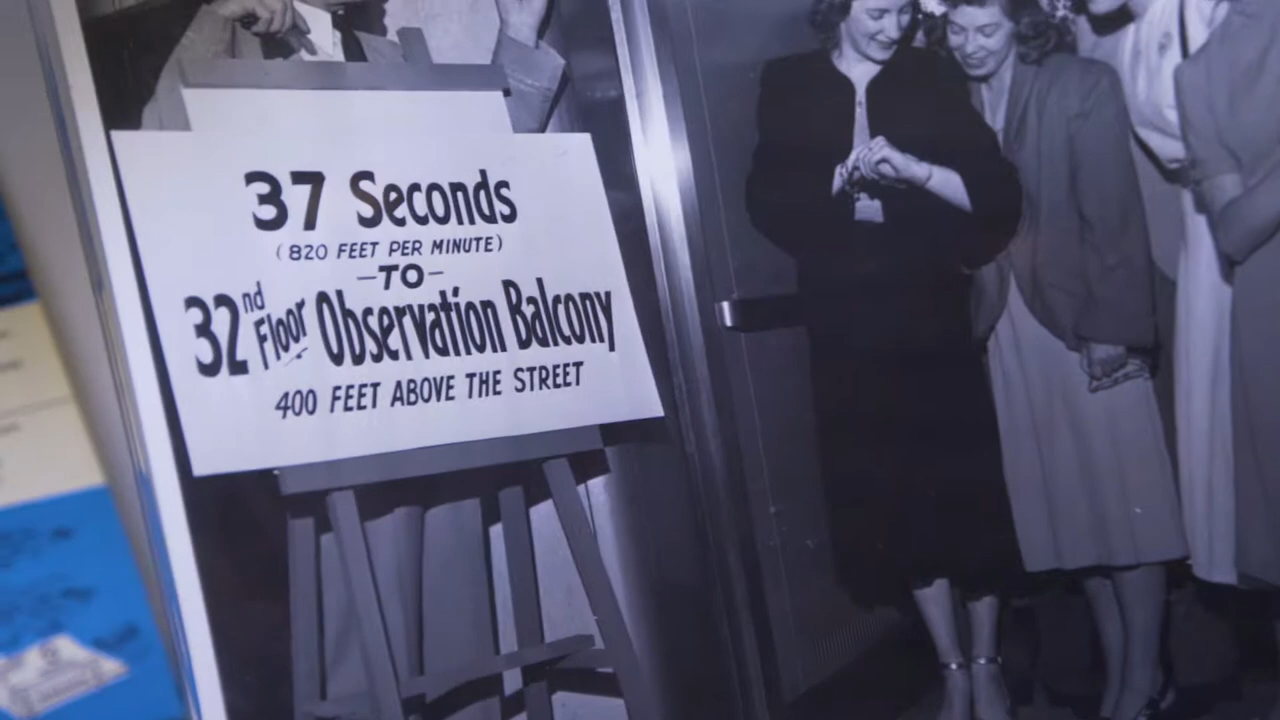 37 Seconds
(820 FEET PER MINUTE)
-TO-
32nd Floor Observation Balcony
400 FEET ABOVE THE STREET